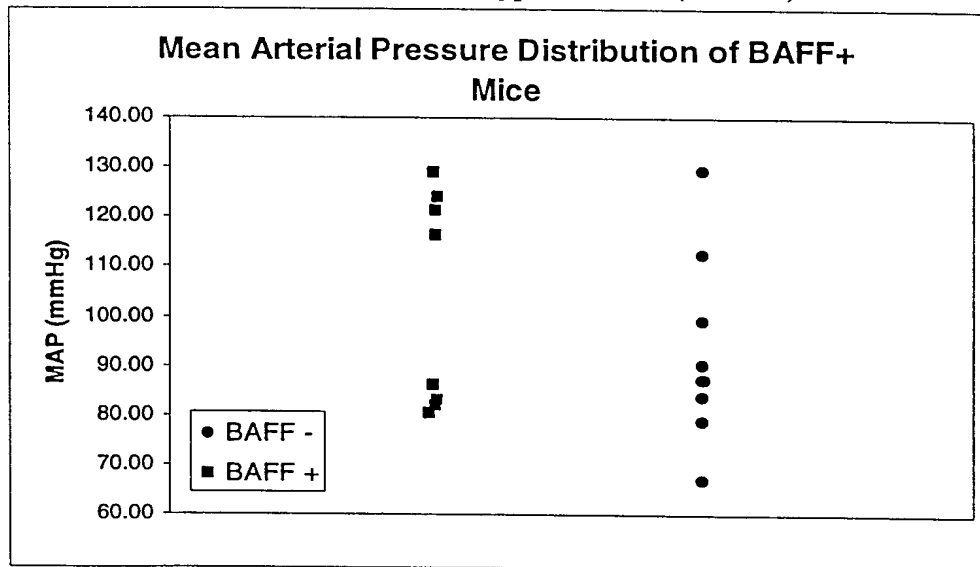 Mean Arterial Pressure Distribution of BAFF+
Mice
140.00
130.00
120.00
110.00
100.00
90.00
80.00
70.00
60.00
MAP (mmHg)
BAFF -
BAFF +